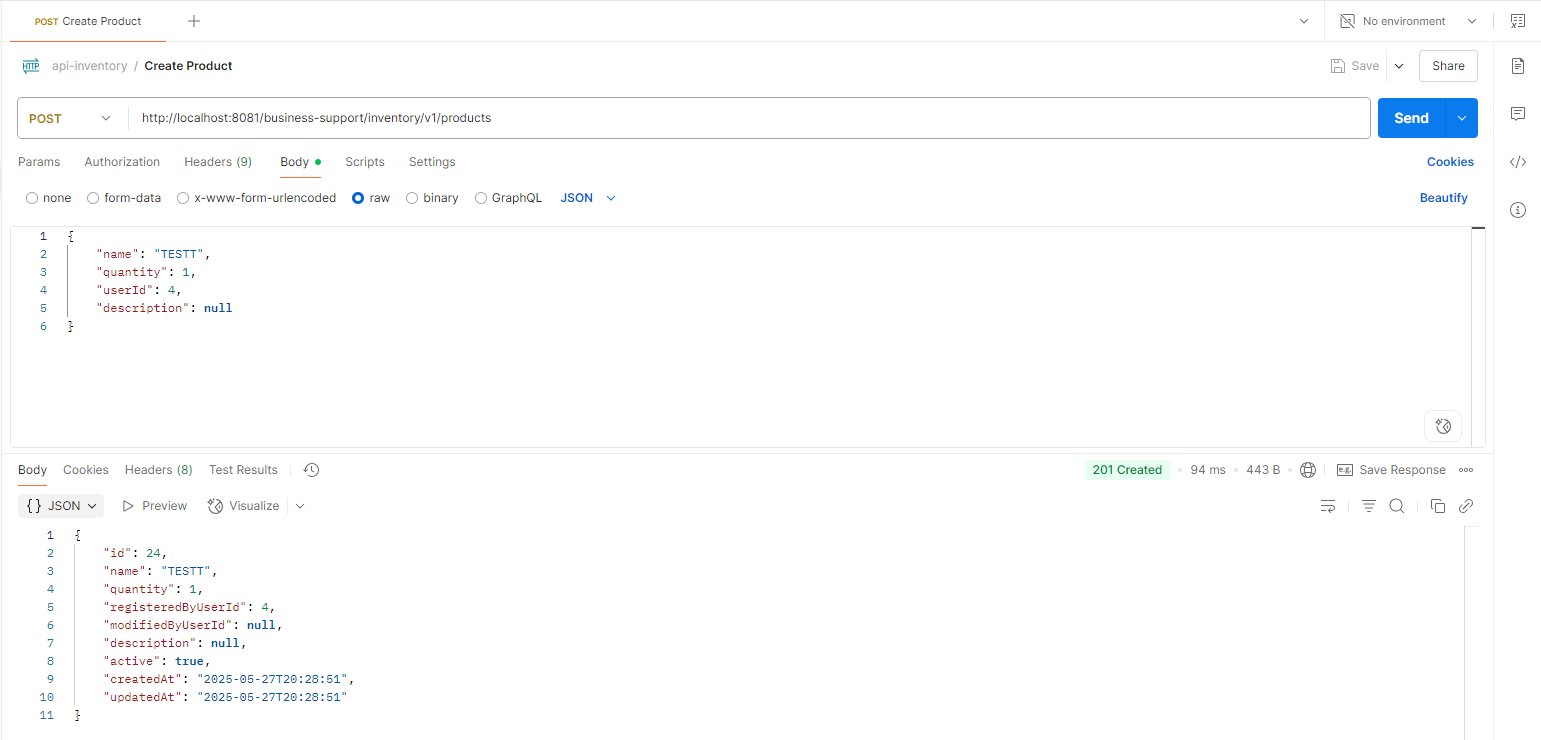 POST Create Product
No environment
HTTP api-inventory / Create Product
Save
Share
POST http://localhost:8081/business-support/inventory/v1/products
Send
Params Authorization Headers (9) Body Scripts Settings
Cookies
none form-data x-www-form-urlencoded raw binary GraphQL JSON
Beautify
1 {
2 "name": "TESTT",
3 "quantity": 1,
4 "userId": 4,
5 "description": null
6 }
Body Cookies Headers (8) Test Results
201 Created • 94 ms • 443 B • e.g. Save Response
{} JSON Preview Visualize
1 {
2 "id": 24,
3 "name": "TESTT",
4 "quantity": 1,
5 "registeredByUserId": 4,
6 "modifiedByUserId": null,
7 "description": null,
8 "active": true,
9 "createdAt": "2025-05-27T20:28:51",
10 "updatedAt": "2025-05-27T20:28:51"
11 }